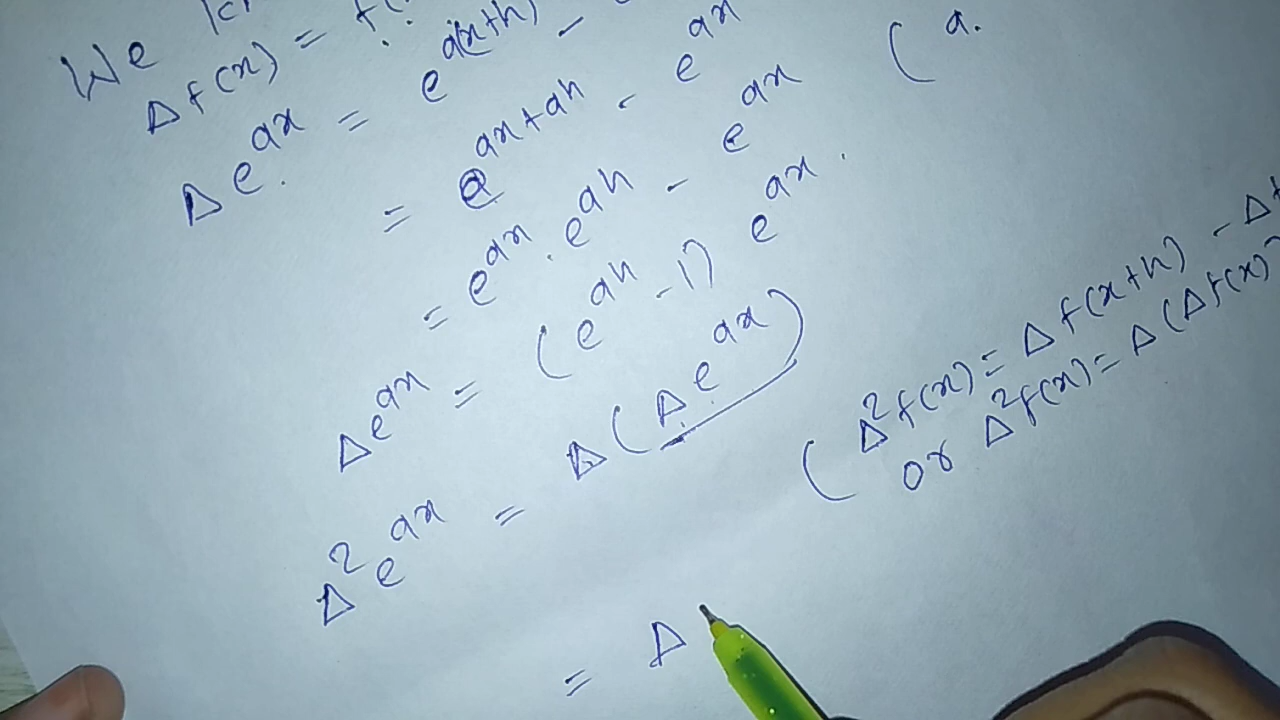 We
Δf(x) = f(
Δe^{ax} = e^{a(x+h)} -
= e^{ax+ah} - e^{ax}
= e^{ax} . e^{ah} - e^{ax} ( a.
Δe^{ax} = (e^{ah} - 1) e^{ax} .
Δ²e^{ax} = Δ(Δe^{ax})
(Δ²f(x) = Δf(x+h) - Δf
or Δ²f(x) = Δ(Δf(x)
= Δ